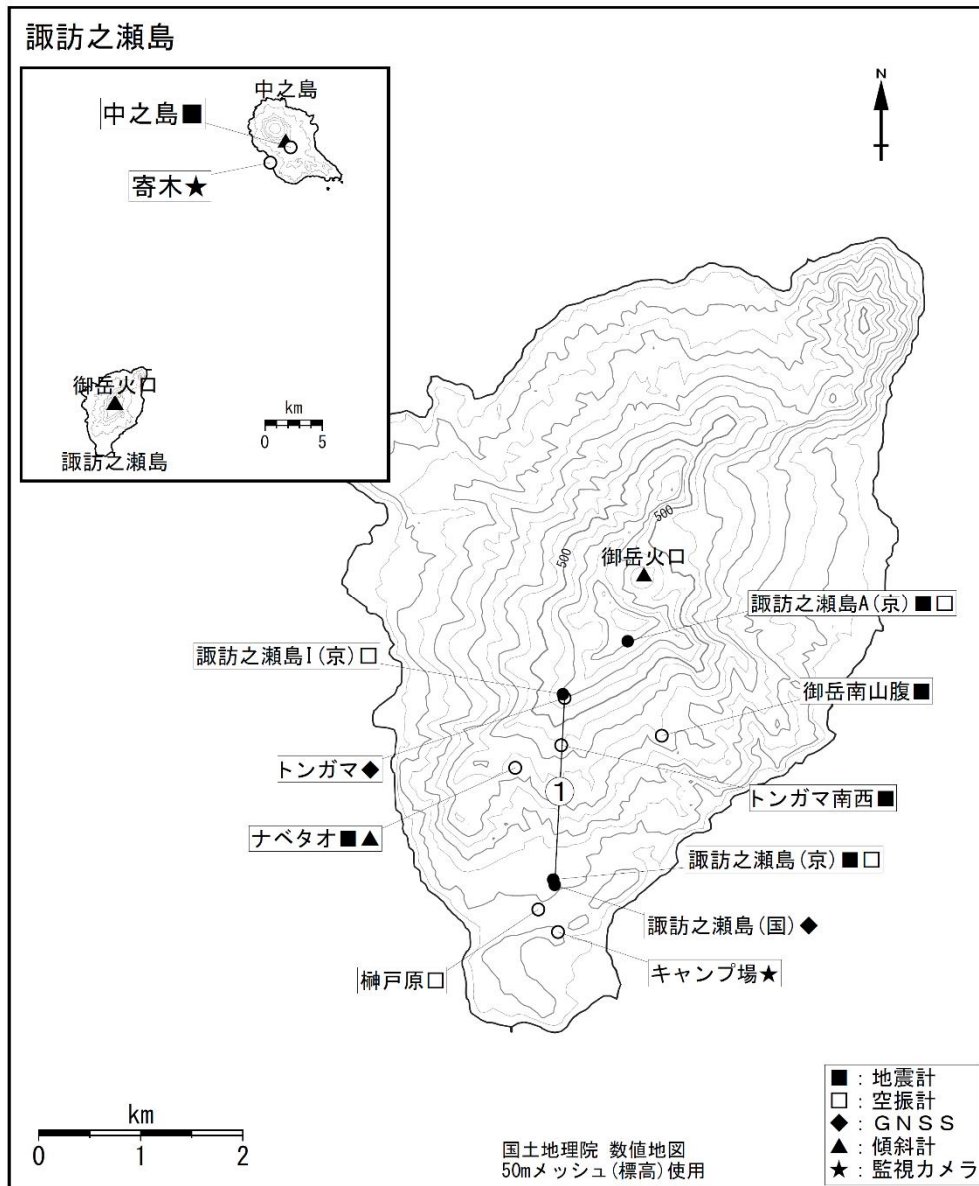 諏訪之瀬島
中之島
中之島■
寄木★
御岳火口
諏訪之瀬島
km
0 5
N
500
500
御岳火口
諏訪之瀬島A(京)■□
諏訪之瀬島I(京)□
御岳南山腹■
トンガマ◆
①
トンガマ南西■
ナベタオ■▲
諏訪之瀬島(京)■□
諏訪之瀬島(国)◆
榊戸原□
キャンプ場★
km
0 1 2
国土地理院 数値地図
50mメッシュ(標高)使用
■:地震計
□:空振計
◆:GNSS
▲:傾斜計
★:監視カメラ